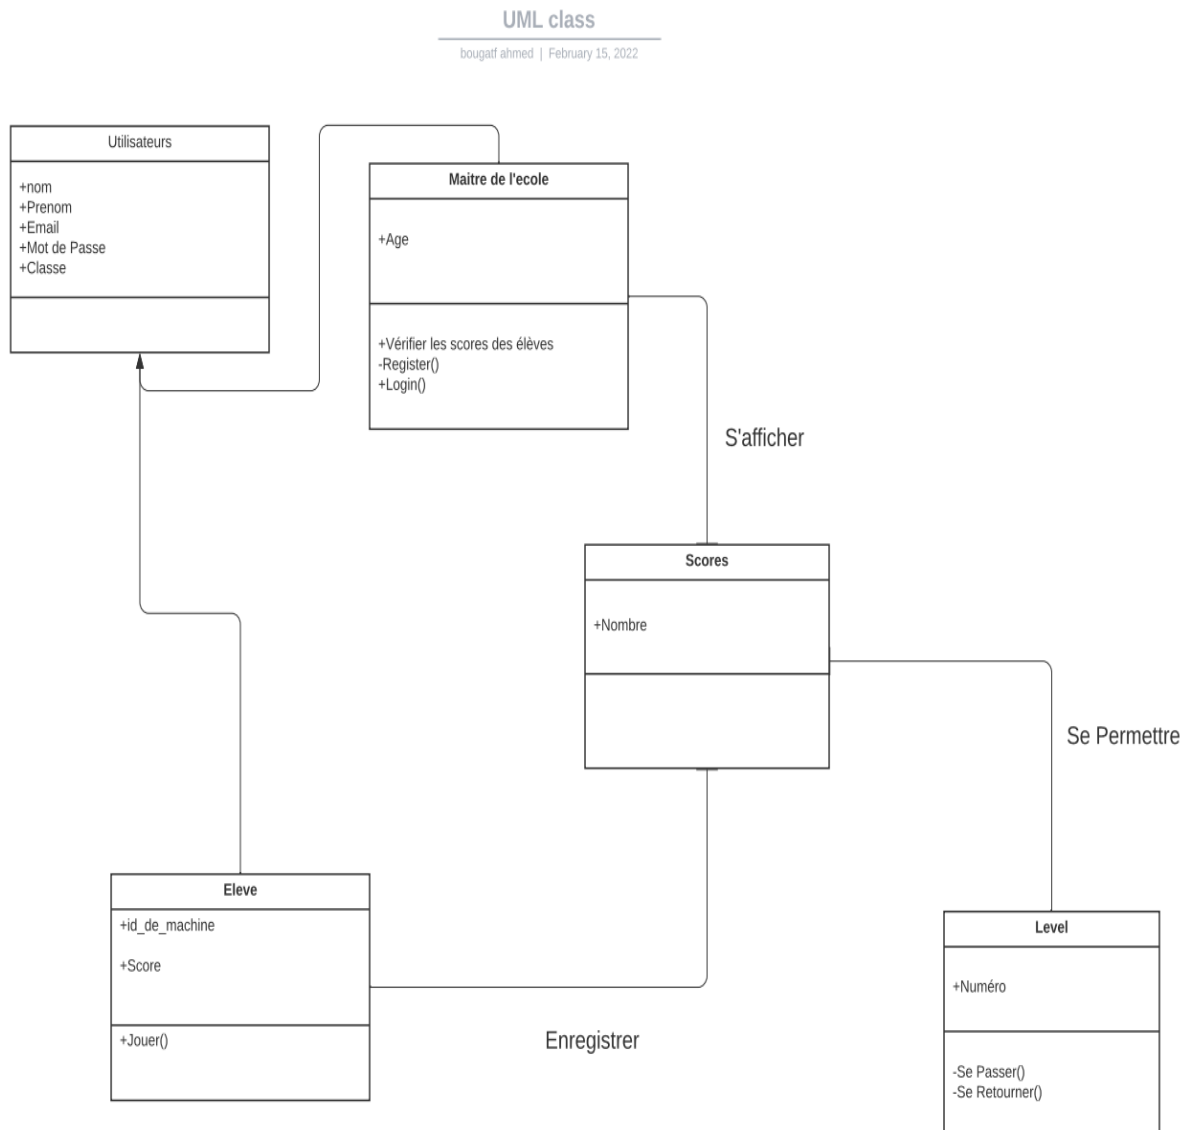 UML class
bougatf ahmed | February 15, 2022
Utilisateurs
+nom
+Prenom
+Email
+Mot de Passe
+Classe
Maitre de l'ecole
+Age
+Vérifier les scores des élèves
-Register()
+Login()
S'afficher
Scores
+Nombre
Se Permettre
Eleve
+id_de_machine
+Score
+Jouer()
Enregistrer
Level
+Numéro
-Se Passer()
-Se Retourner()